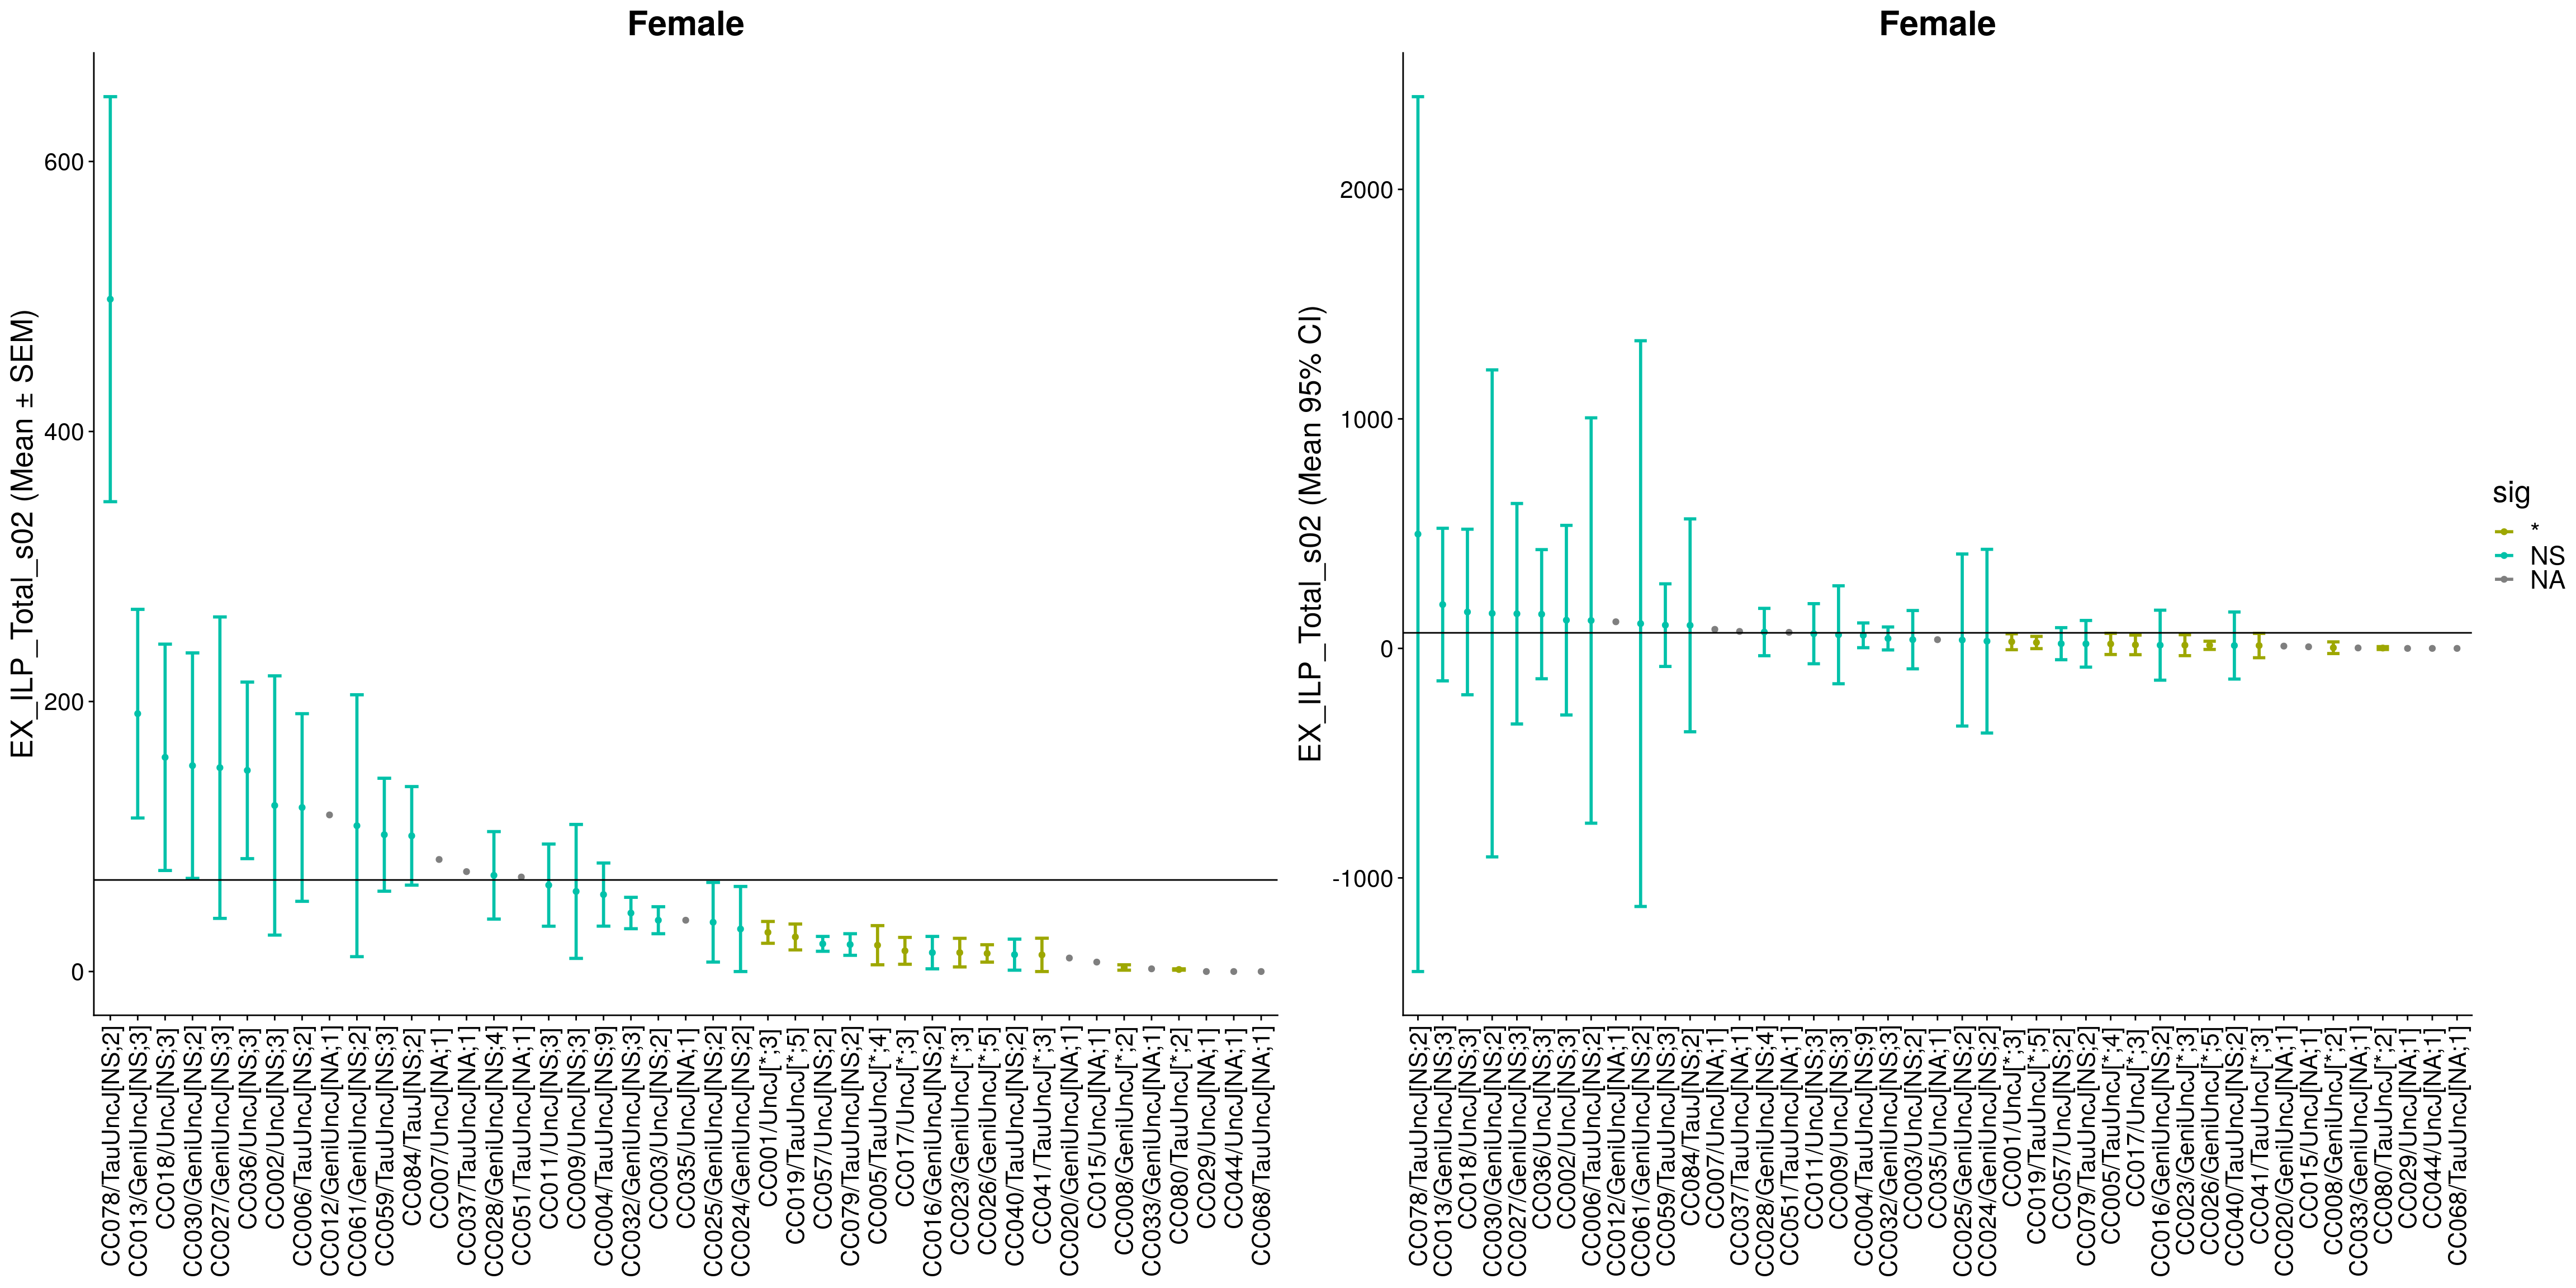 Female
EX_ILP_Total_s02 (Mean ± SEM)
600
400
200
0
CC078/TauUncJ[NS;2]
CC013/GeniUncJ[NS;3]
CC018/UncJ[NS;3]
CC030/GeniUncJ[NS;2]
CC027/GeniUncJ[NS;3]
CC036/UncJ[NS;3]
CC002/UncJ[NS;3]
CC006/TauUncJ[NS;2]
CC012/GeniUncJ[NA;1]
CC061/GeniUncJ[NS;2]
CC059/TauUncJ[NS;3]
CC084/TauJ[NS;2]
CC007/UncJ[NA;1]
CC037/TauUncJ[NA;1]
CC028/GeniUncJ[NS;4]
CC051/TauUncJ[NA;1]
CC011/UncJ[NS;3]
CC009/UncJ[NS;3]
CC004/TauUncJ[NS;9]
CC032/GeniUncJ[NS;3]
CC003/UncJ[NS;2]
CC035/UncJ[NA;1]
CC025/GeniUncJ[NS;2]
CC024/GeniUncJ[NS;2]
CC001/UncJ[*;3]
CC019/TauUncJ[*;5]
CC057/UncJ[NS;2]
CC079/TauUncJ[NS;2]
CC005/TauUncJ[*;4]
CC017/UncJ[*;3]
CC016/GeniUncJ[NS;2]
CC023/GeniUncJ[*;3]
CC026/GeniUncJ[*;5]
CC040/TauUncJ[NS;2]
CC041/TauUncJ[*;3]
CC020/GeniUncJ[NA;1]
CC015/UncJ[NA;1]
CC008/GeniUncJ[*;2]
CC033/GeniUncJ[NA;1]
CC080/TauUncJ[*;2]
CC029/UncJ[NA;1]
CC044/UncJ[NA;1]
CC068/TauUncJ[NA;1]
Female
EX_ILP_Total_s02 (Mean 95% CI)
2000
1000
0
-1000
CC078/TauUncJ[NS;2]
CC013/GeniUncJ[NS;3]
CC018/UncJ[NS;3]
CC030/GeniUncJ[NS;2]
CC027/GeniUncJ[NS;3]
CC036/UncJ[NS;3]
CC002/UncJ[NS;3]
CC006/TauUncJ[NS;2]
CC012/GeniUncJ[NA;1]
CC061/GeniUncJ[NS;2]
CC059/TauUncJ[NS;3]
CC084/TauJ[NS;2]
CC007/UncJ[NA;1]
CC037/TauUncJ[NA;1]
CC028/GeniUncJ[NS;4]
CC051/TauUncJ[NA;1]
CC011/UncJ[NS;3]
CC009/UncJ[NS;3]
CC004/TauUncJ[NS;9]
CC032/GeniUncJ[NS;3]
CC003/UncJ[NS;2]
CC035/UncJ[NA;1]
CC025/GeniUncJ[NS;2]
CC024/GeniUncJ[NS;2]
CC001/UncJ[*;3]
CC019/TauUncJ[*;5]
CC057/UncJ[NS;2]
CC079/TauUncJ[NS;2]
CC005/TauUncJ[*;4]
CC017/UncJ[*;3]
CC016/GeniUncJ[NS;2]
CC023/GeniUncJ[*;3]
CC026/GeniUncJ[*;5]
CC040/TauUncJ[NS;2]
CC041/TauUncJ[*;3]
CC020/GeniUncJ[NA;1]
CC015/UncJ[NA;1]
CC008/GeniUncJ[*;2]
CC033/GeniUncJ[NA;1]
CC080/TauUncJ[*;2]
CC029/UncJ[NA;1]
CC044/UncJ[NA;1]
CC068/TauUncJ[NA;1]
sig
*
NS
NA